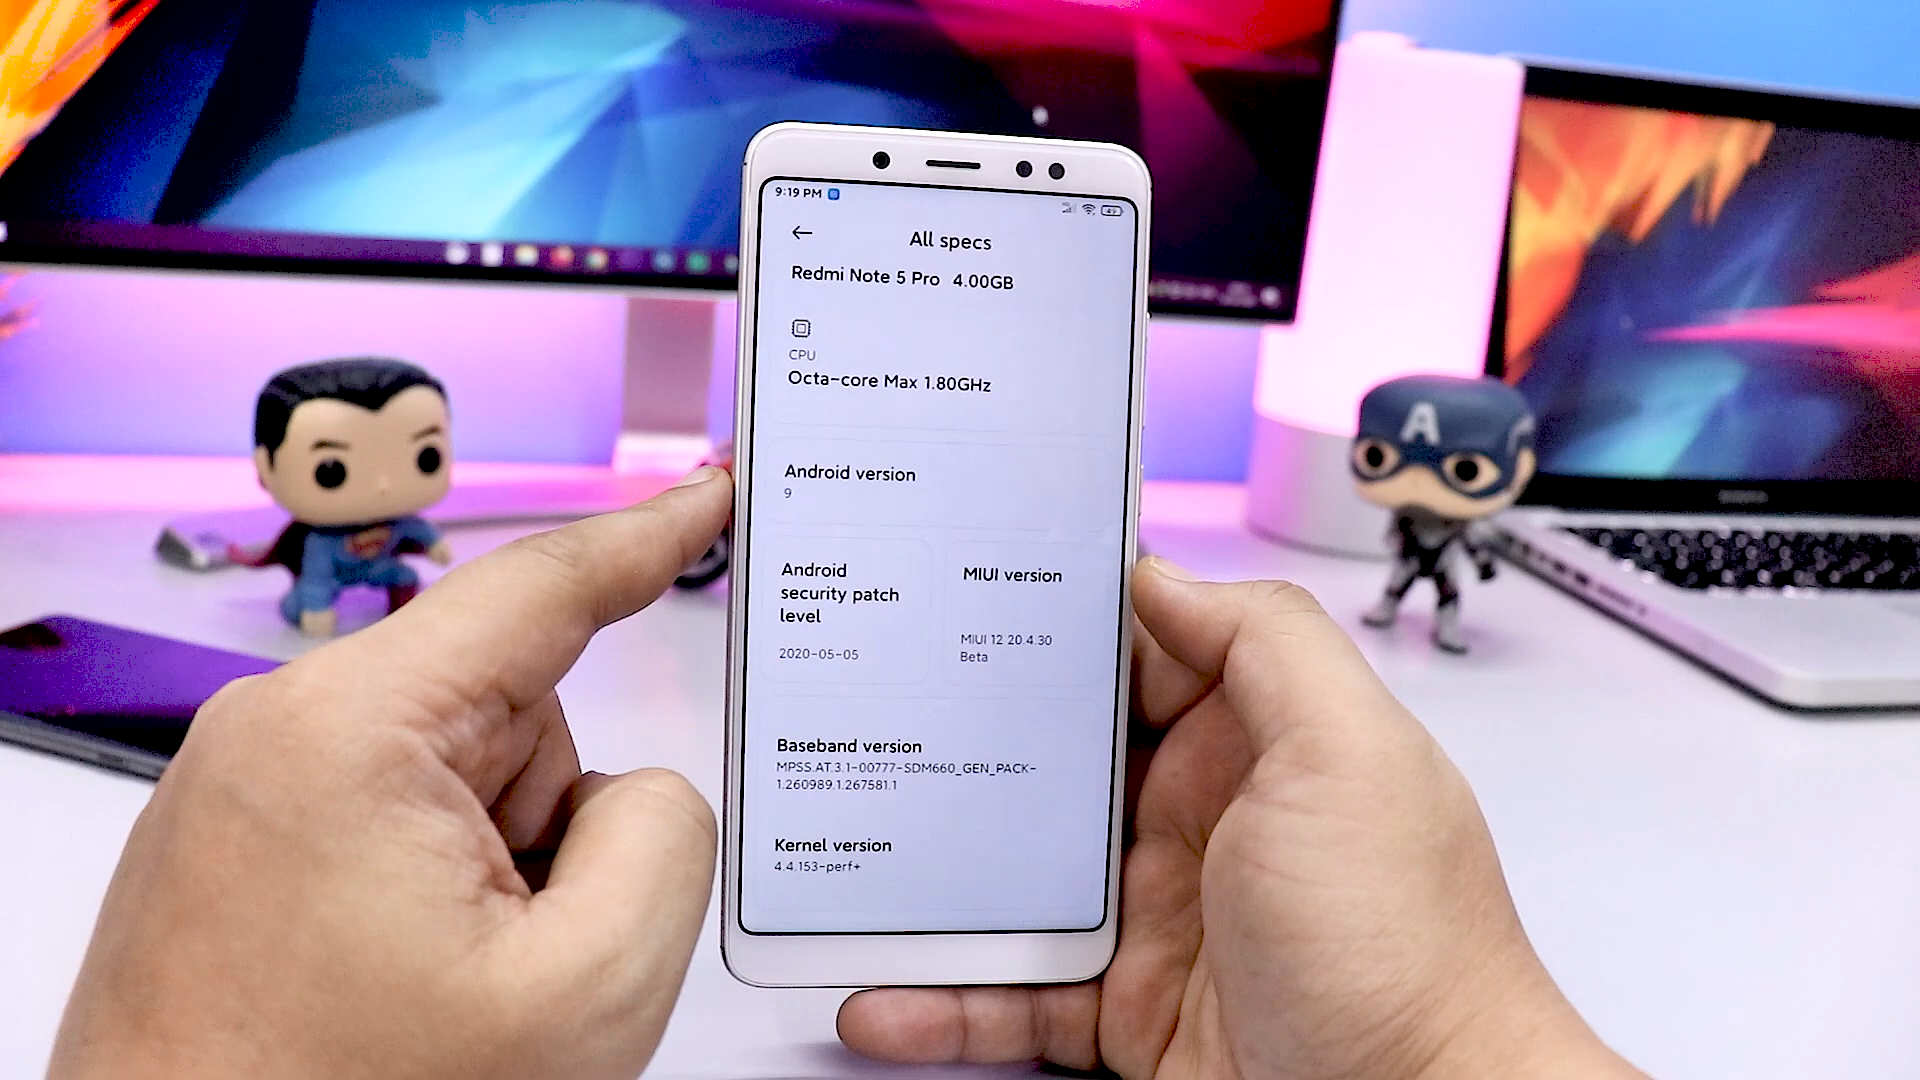 9:19 PM
49
All specs
Redmi Note 5 Pro 4.00GB
CPU
Octa-core Max 1.80GHz
Android version
9
Android
security patch
level
2020-05-05
MIUI version
MIUI 12 20.4.30
Beta
Baseband version
MPSS.AT.3.1-00777-SDM660_GEN_PACK-
1.260989.1.267581.1
Kernel version
4.4.153-perf+
A